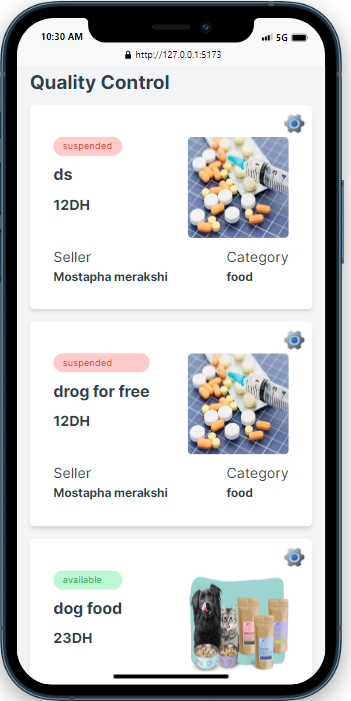 10:30 AM
5G
http://127.0.0.1:5173
Quality Control
suspended
ds
12DH
Seller
Category
Mostapha merakshi
food
suspended
drog for free
12DH
Seller
Category
Mostapha merakshi
food
available
dog food
23DH